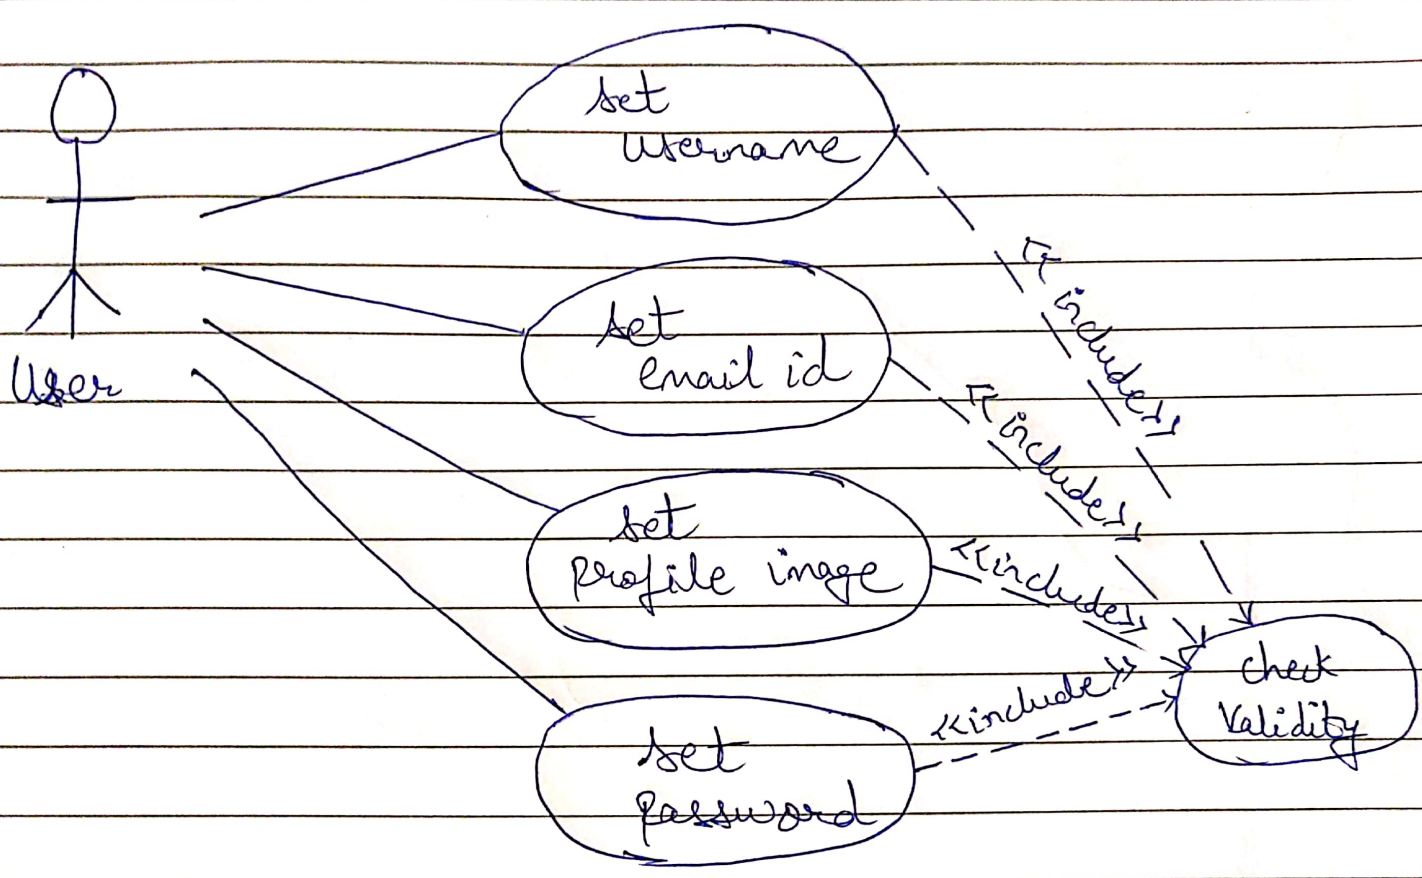 set
username
<<include>>
User
set
email id
<<include>>
set
profile image
<<include>>
set
password
<<include>>
check
Validity